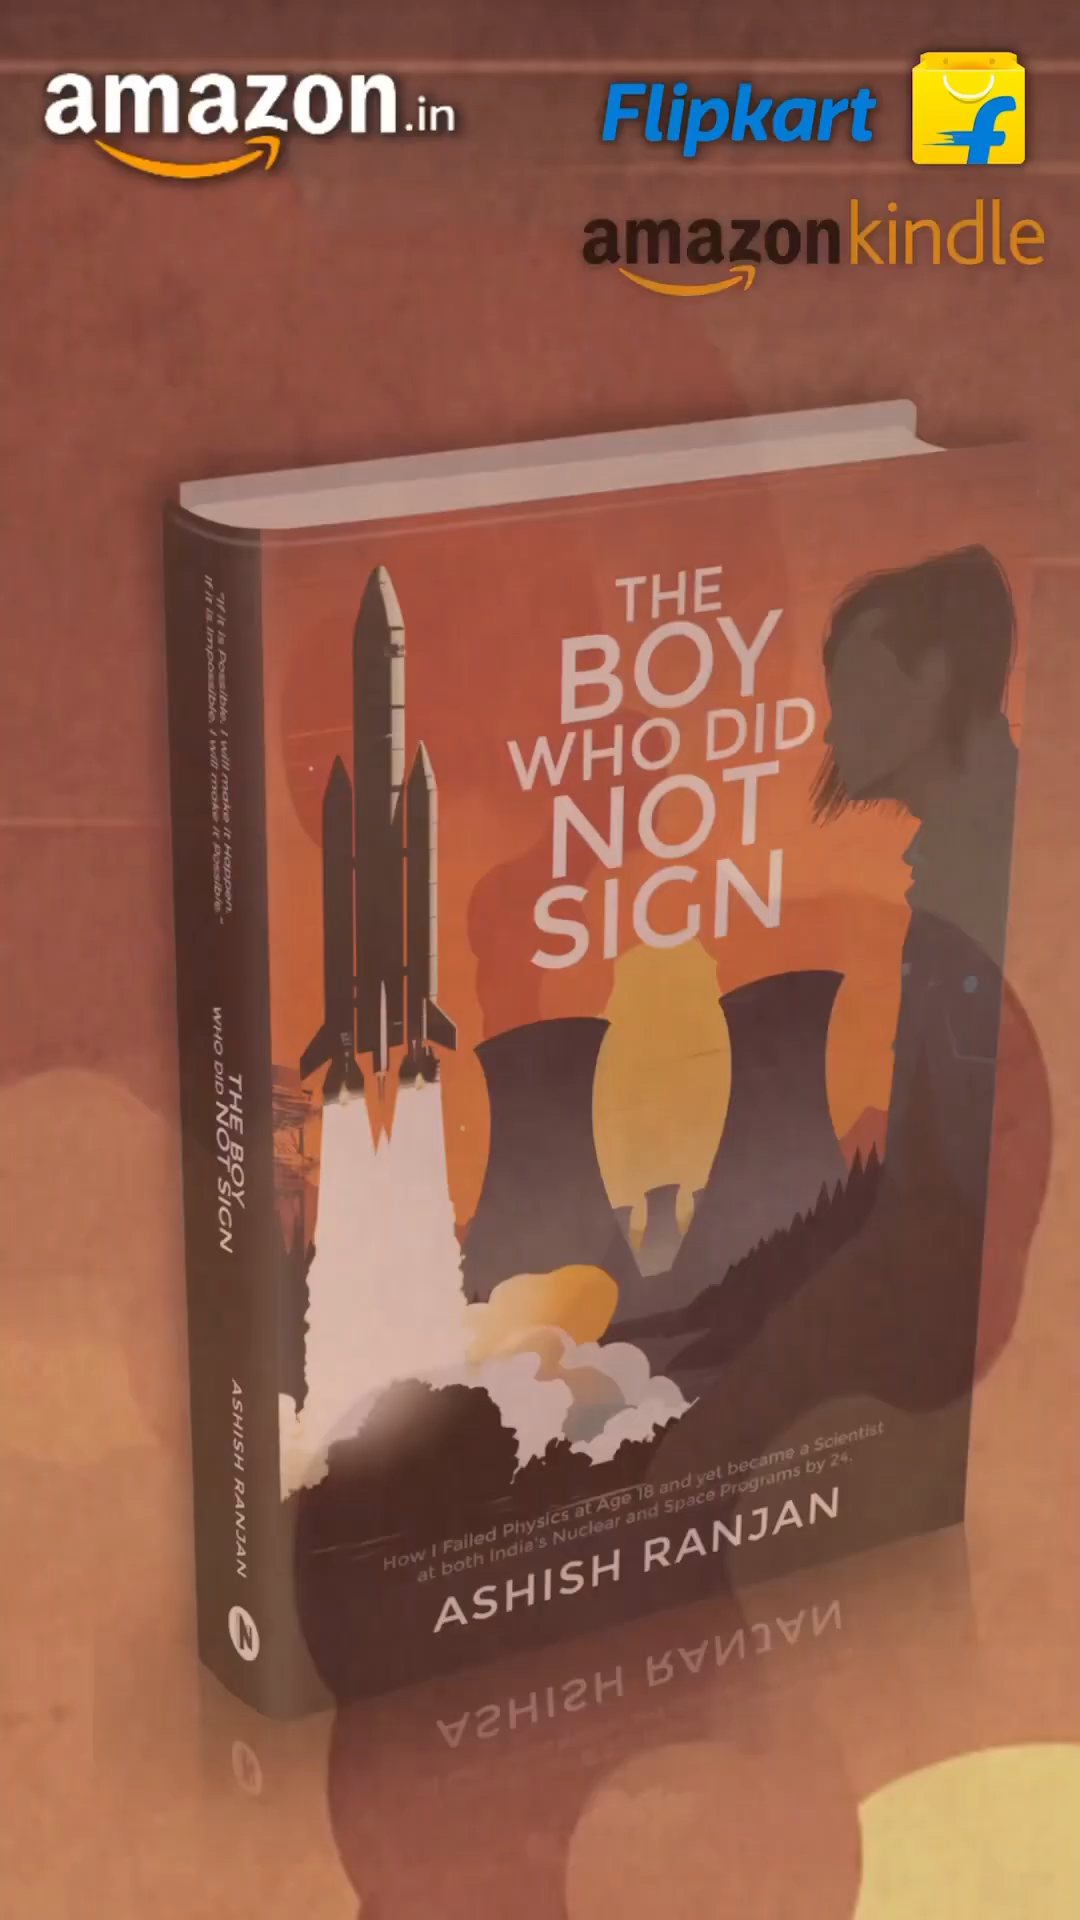 amazon.in
Flipkart
f
amazonkindle
THE
BOY
WHO DID
NOT
SIGN
How I Failed Physics at Age 18 and yet became a Scientist
at both India's Nuclear and Space Programs by 24.
ASHISH RANJAN
"If it is Possible, I will make it Happen.
If it is Impossible, I will make it Possible."
THE BOY
WHO DID NOT SIGN
ASHISH RANJAN
N
ASHISH RANJAN